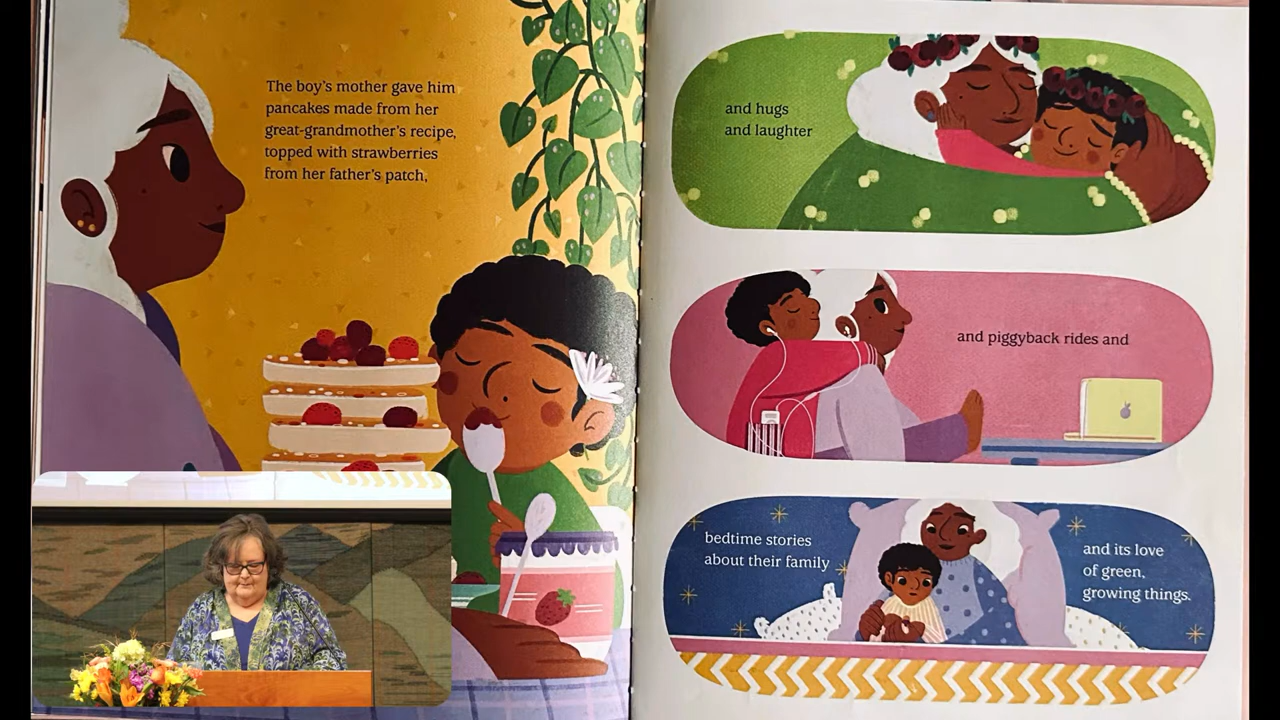 The boy's mother gave him
pancakes made from her
great-grandmother's recipe,
topped with strawberries
from her father's patch,
and hugs
and laughter
and piggyback rides and
bedtime stories
about their family
and its love
of green,
growing things.